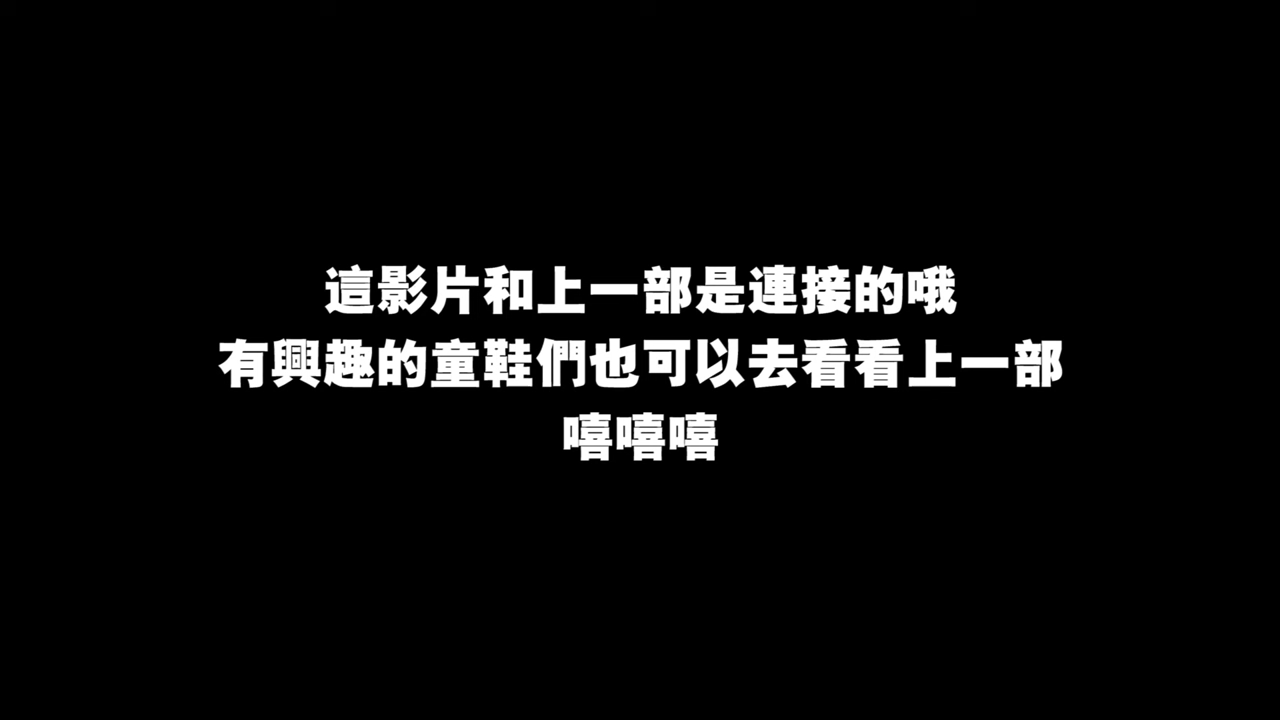 這影片和上一部是連接的哦
有興趣的童鞋們也可以去看看上一部
嘻嘻嘻